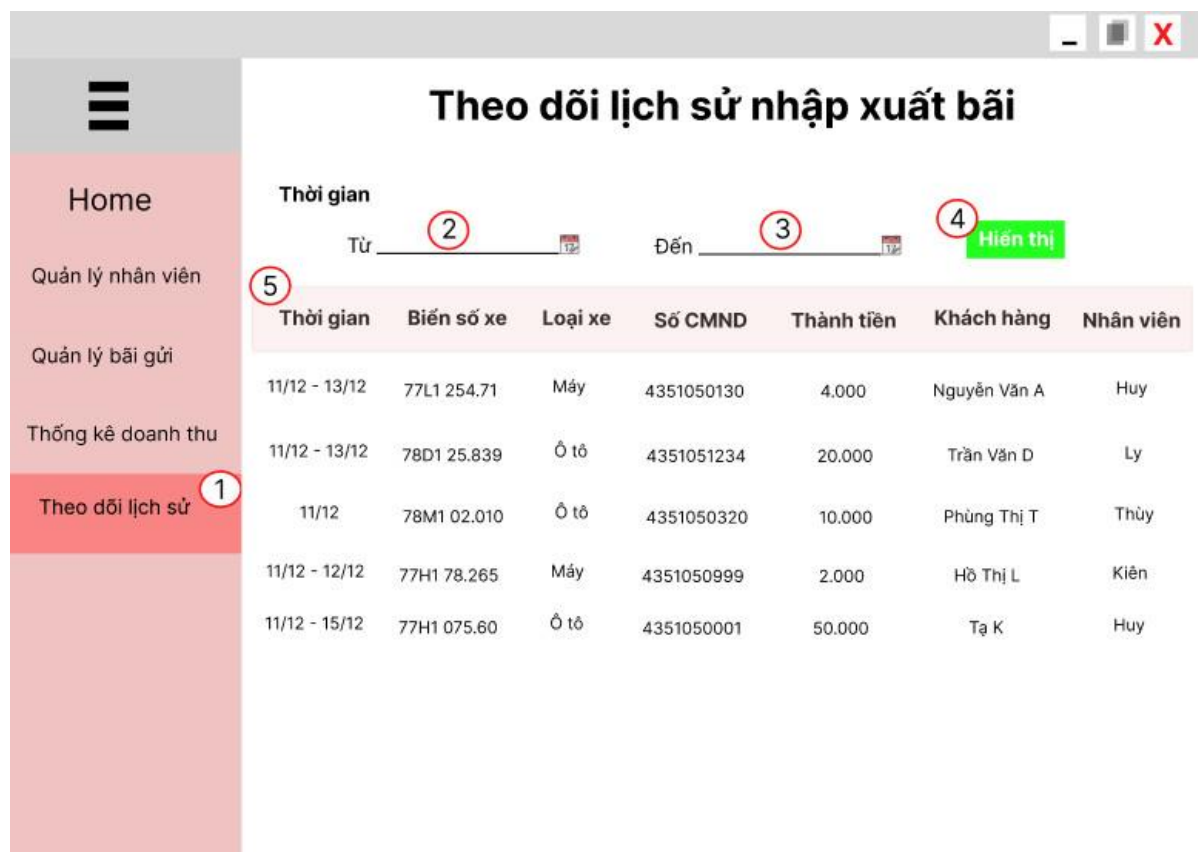 X
Theo dõi lịch sử nhập xuất bãi
Home
Quản lý nhân viên
Quản lý bãi gửi
Thống kê doanh thu
Theo dõi lịch sử
1
Thời gian
Từ
2
Đến
3
4
Hiển thị
5
Thời gian Biển số xe Loại xe Số CMND Thành tiền Khách hàng Nhân viên
11/12 - 13/12 77L1 254.71 Máy 4351050130 4.000 Nguyễn Văn A Huy
11/12 - 13/12 78D1 25.839 Ô tô 4351051234 20.000 Trần Văn D Ly
11/12 78M1 02.010 Ô tô 4351050320 10.000 Phùng Thị T Thùy
11/12 - 12/12 77H1 78.265 Máy 4351050999 2.000 Hồ Thị L Kiên
11/12 - 15/12 77H1 075.60 Ô tô 4351050001 50.000 Tạ K Huy